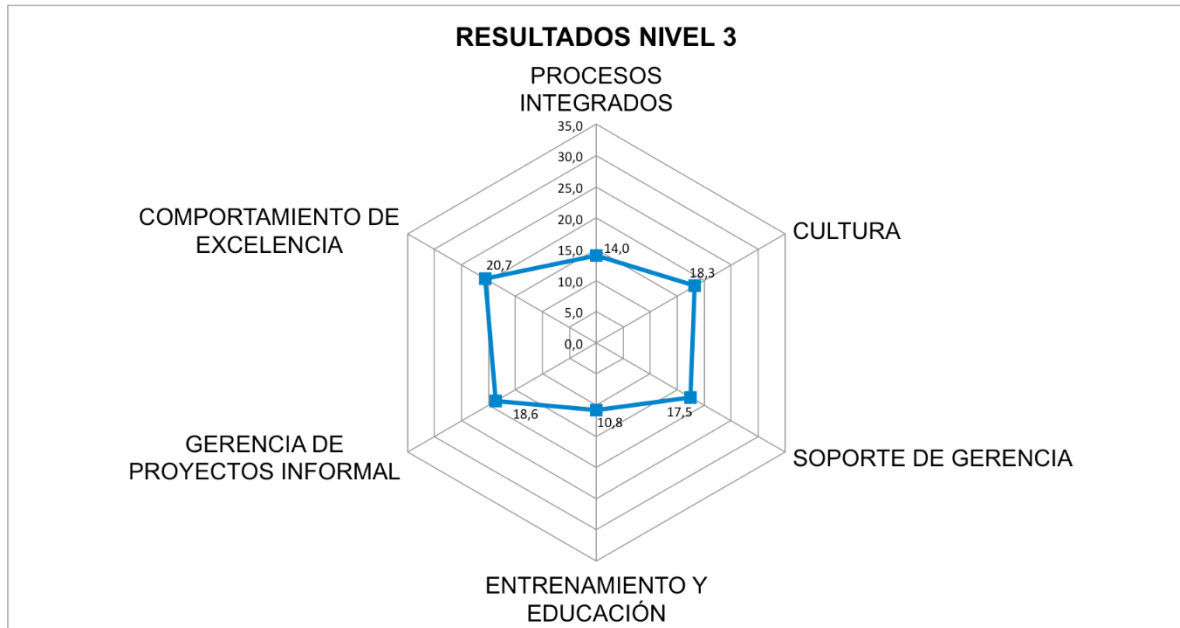 RESULTADOS NIVEL 3
PROCESOS
INTEGRADOS
35,0
30,0
25,0
20,0
15,0
10,0
5,0
0,0
14,0
18,3
17,5
10,8
18,6
20,7
CULTURA
SOPORTE DE GERENCIA
ENTRENAMIENTO Y
EDUCACIÓN
GERENCIA DE
PROYECTOS INFORMAL
COMPORTAMIENTO DE
EXCELENCIA